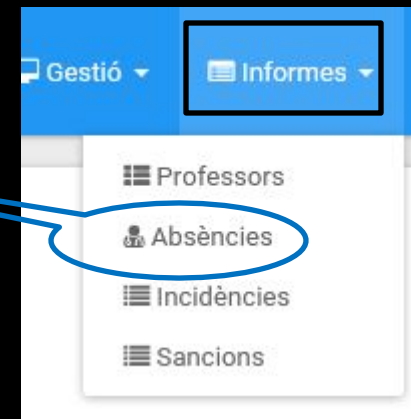 Gestió Informes
Professors
Absències
Incidències
Sancions